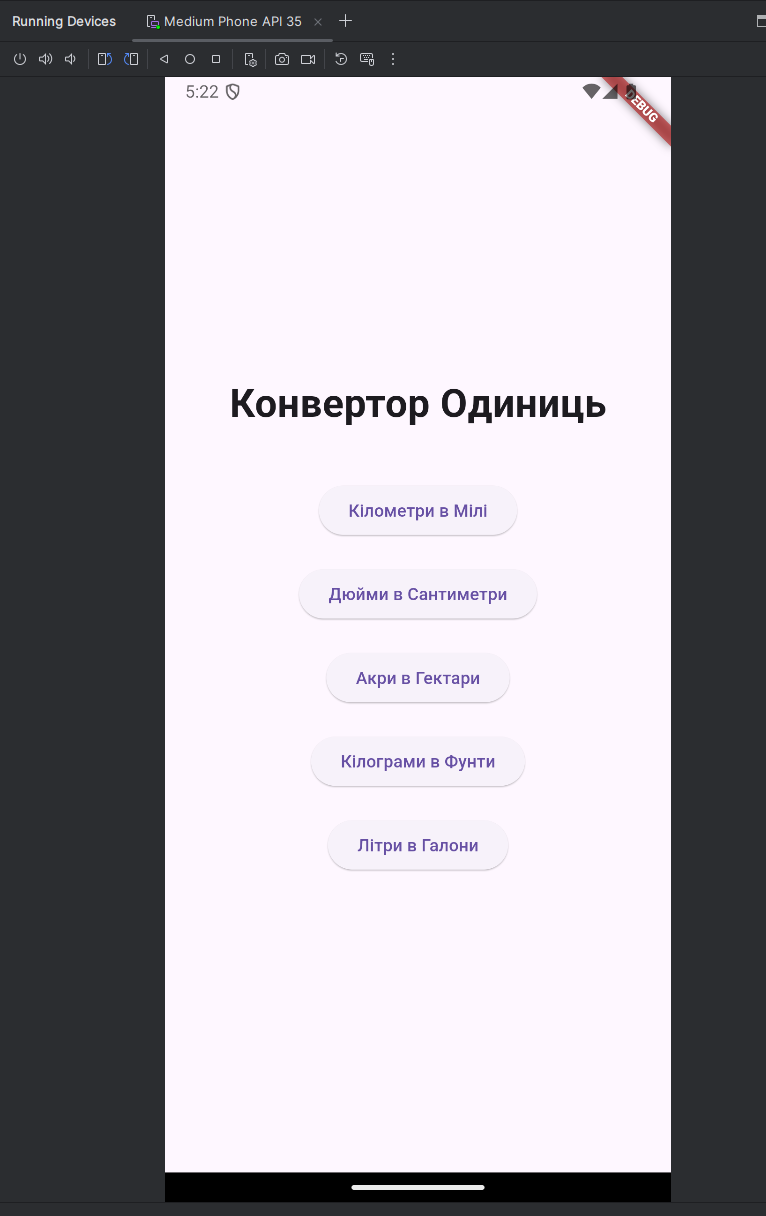 Running Devices
Medium Phone API 35
5:22
DEBUG
Конвертор Одиниць
Кілометри в Мілі
Дюйми в Сантиметри
Акри в Гектари
Кілограми в Фунти
Літри в Галони